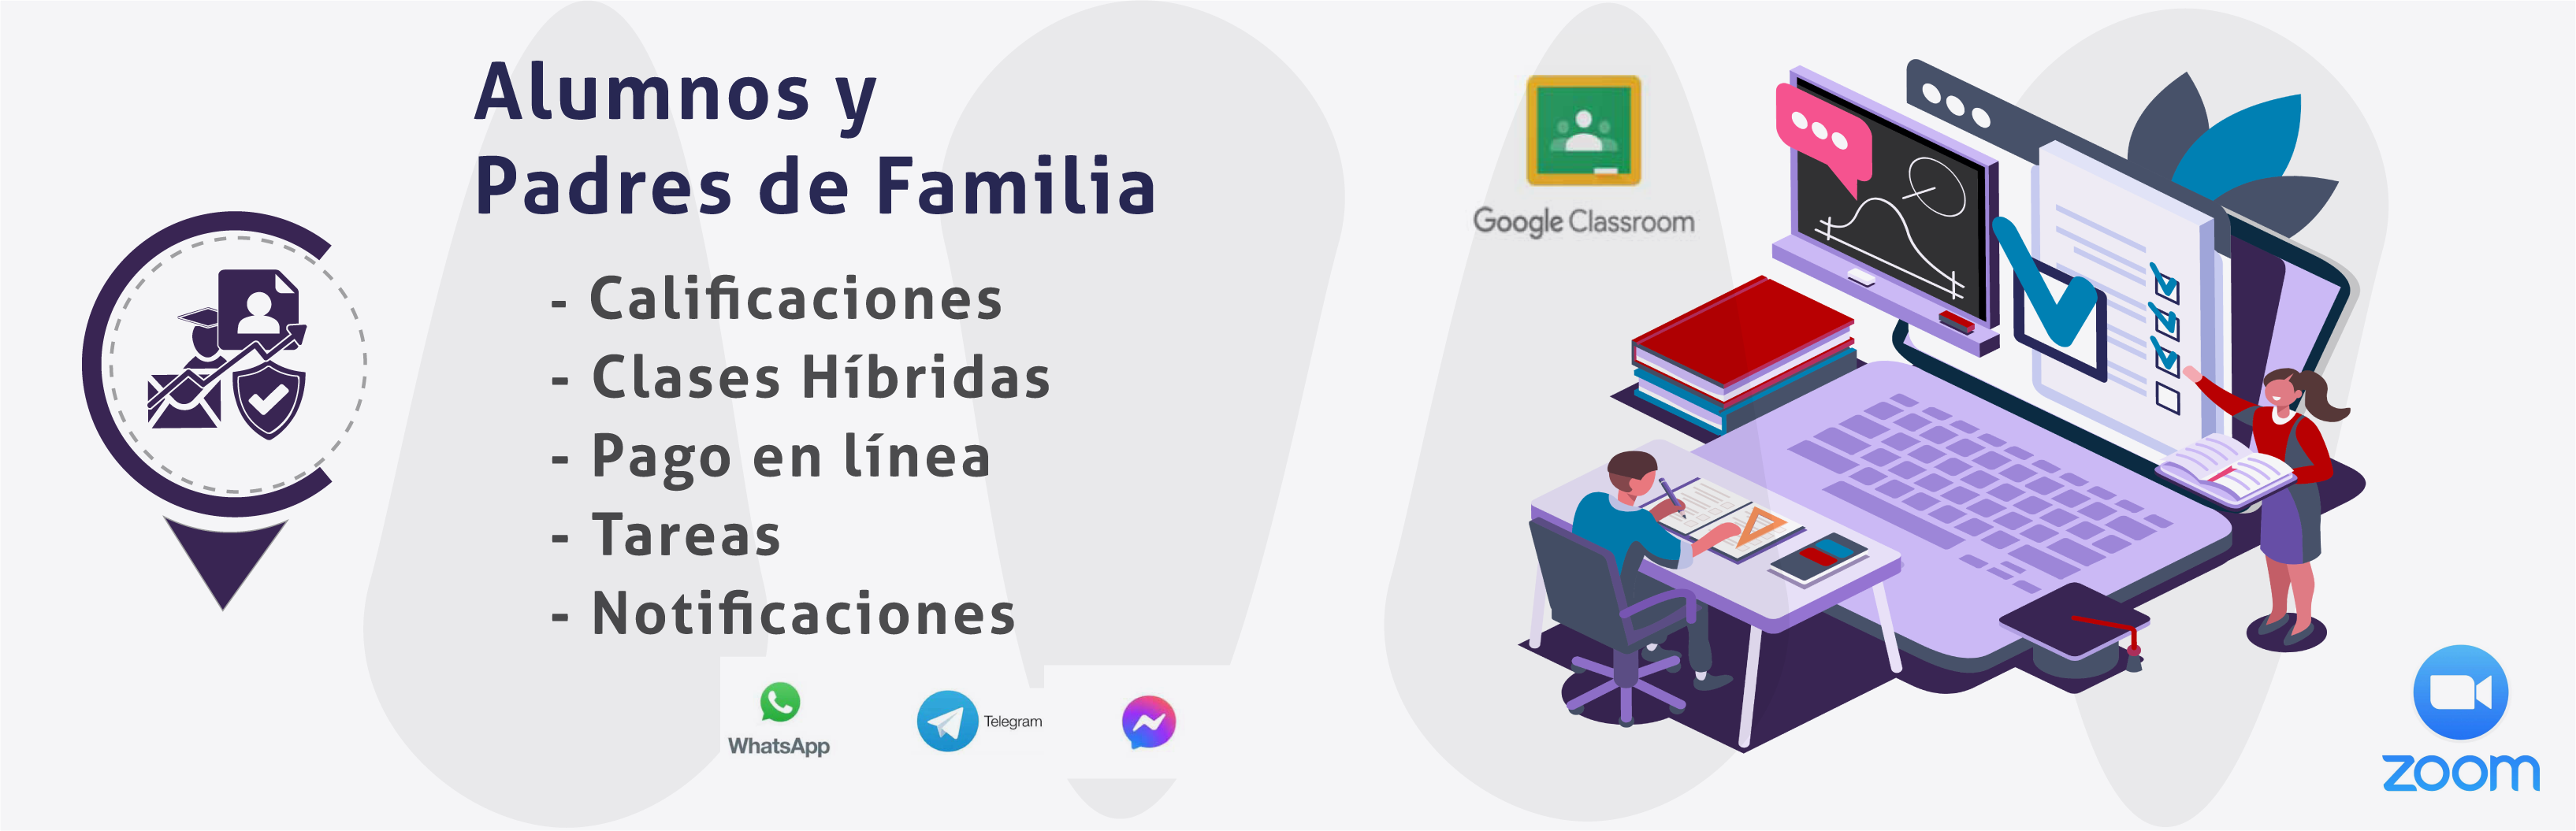 Alumnos y
Padres de Familia
- Calificaciones
- Clases Híbridas
- Pago en línea
- Tareas
- Notificaciones
WhatsApp
Telegram
Google Classroom
zoom